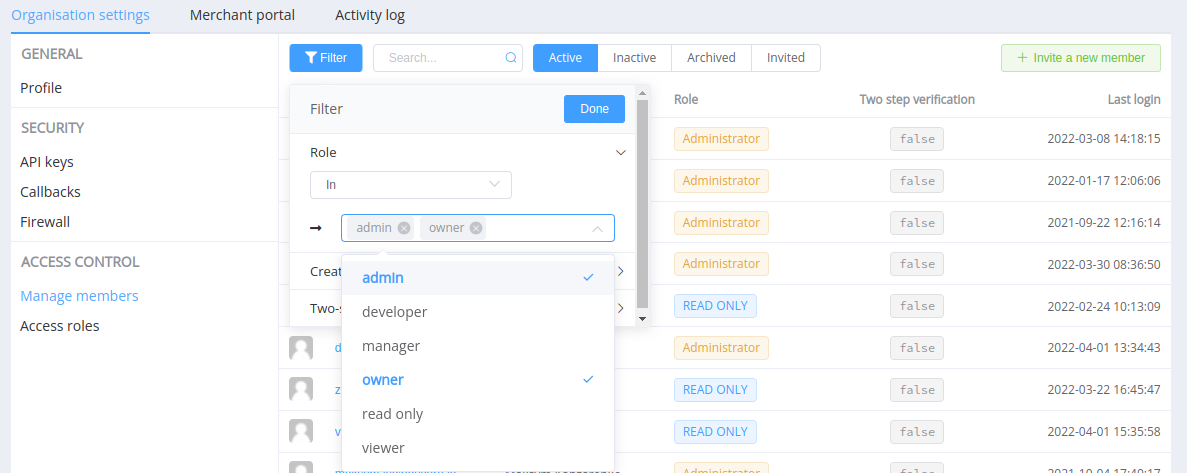 Organisation settings Merchant portal Activity log
GENERAL
Profile
SECURITY
API keys
Callbacks
Firewall
ACCESS CONTROL
Manage members
Access roles
Filter Search... Active Inactive Archived Invited + Invite a new member
Filter Done
Role
In
→ admin owner
Creat
Two-s
admin
developer
manager
owner
read only
viewer
Role Two step verification Last login
Administrator false 2022-03-08 14:18:15
Administrator false 2022-01-17 12:06:06
Administrator false 2021-09-22 12:16:14
Administrator false 2022-03-30 08:36:50
READ ONLY false 2022-02-24 10:13:09
d Administrator false 2022-04-01 13:34:43
z READ ONLY false 2022-03-22 16:45:47
v READ ONLY false 2022-04-01 15:35:58
Administrator false 2021-10-04 17:40:17